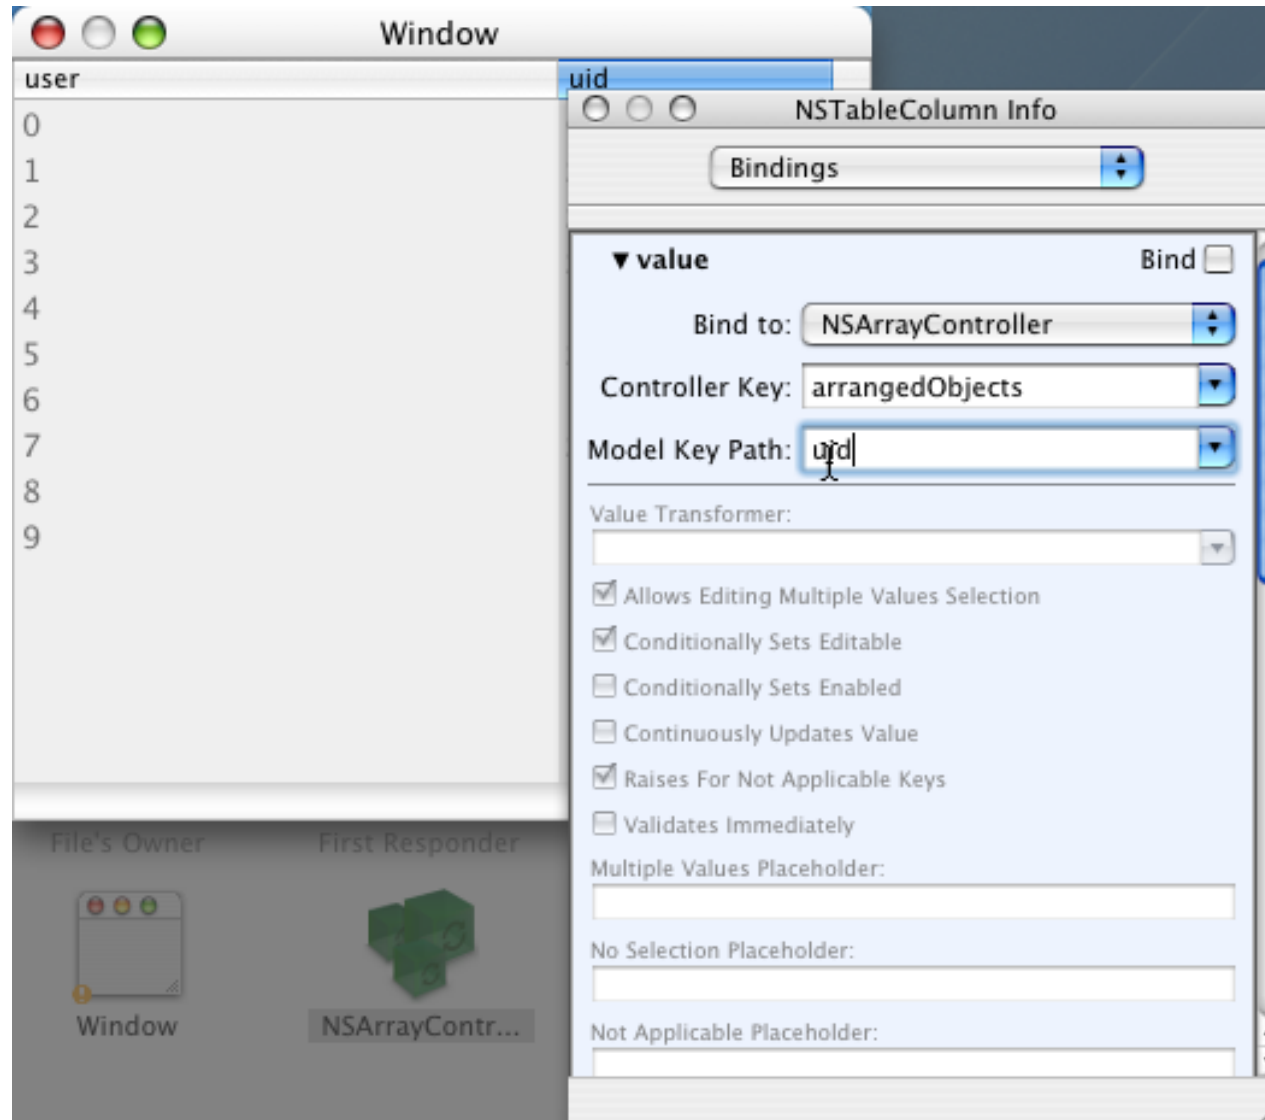 Window
user
uid
0
1
2
3
4
5
6
7
8
9
NSTableColumn Info
Bindings
value
Bind
Bind to: NSArrayController
Controller Key: arrangedObjects
Model Key Path: uid
Value Transformer:
Allows Editing Multiple Values Selection
Conditionally Sets Editable
Conditionally Sets Enabled
Continuously Updates Value
Raises For Not Applicable Keys
Validates Immediately
Multiple Values Placeholder:
No Selection Placeholder:
Not Applicable Placeholder:
File's Owner
First Responder
Window
NSArrayContr...